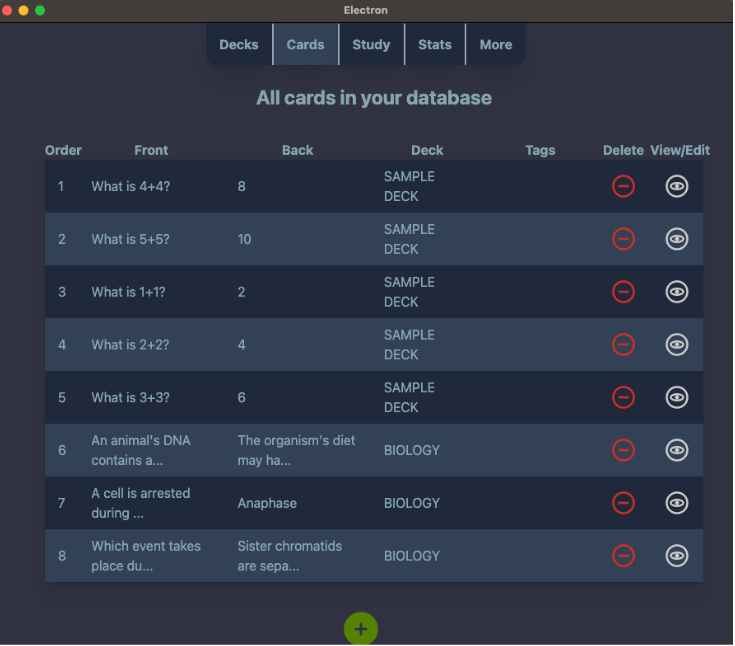 Electron
Decks Cards Study Stats More
All cards in your database
Order Front Back Deck Tags Delete View/Edit
1 What is 4+4? 8 SAMPLE
DECK
2 What is 5+5? 10 SAMPLE
DECK
3 What is 1+1? 2 SAMPLE
DECK
4 What is 2+2? 4 SAMPLE
DECK
5 What is 3+3? 6 SAMPLE
DECK
6 An animal's DNA
contains a...
The organism's diet
may ha...
BIOLOGY
7 A cell is arrested
during ...
Anaphase
BIOLOGY
8 Which event takes
place du...
Sister chromatids
are sepa...
BIOLOGY